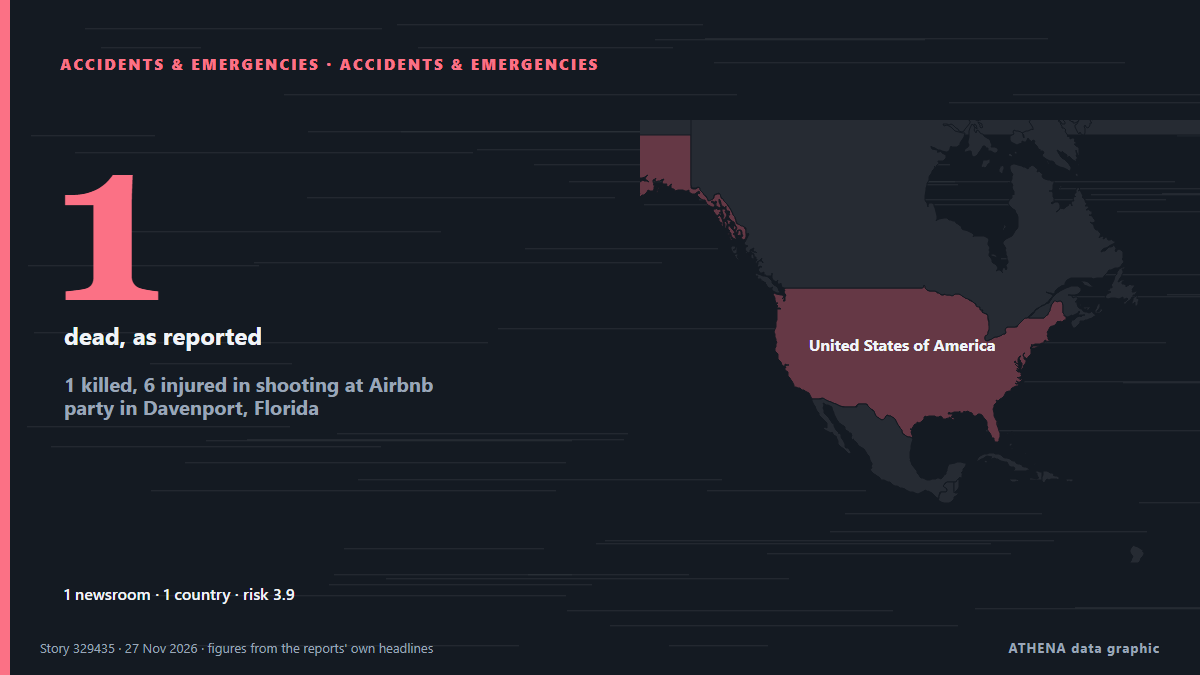 ACCIDENTS & EMERGENCIES · ACCIDENTS & EMERGENCIES
1
dead, as reported
1 killed, 6 injured in shooting at Airbnb
party in Davenport, Florida
United States of America
1 newsroom · 1 country · risk 3.9
Story 329435 · 27 Nov 2026 · figures from the reports' own headlines
ATHENA data graphic